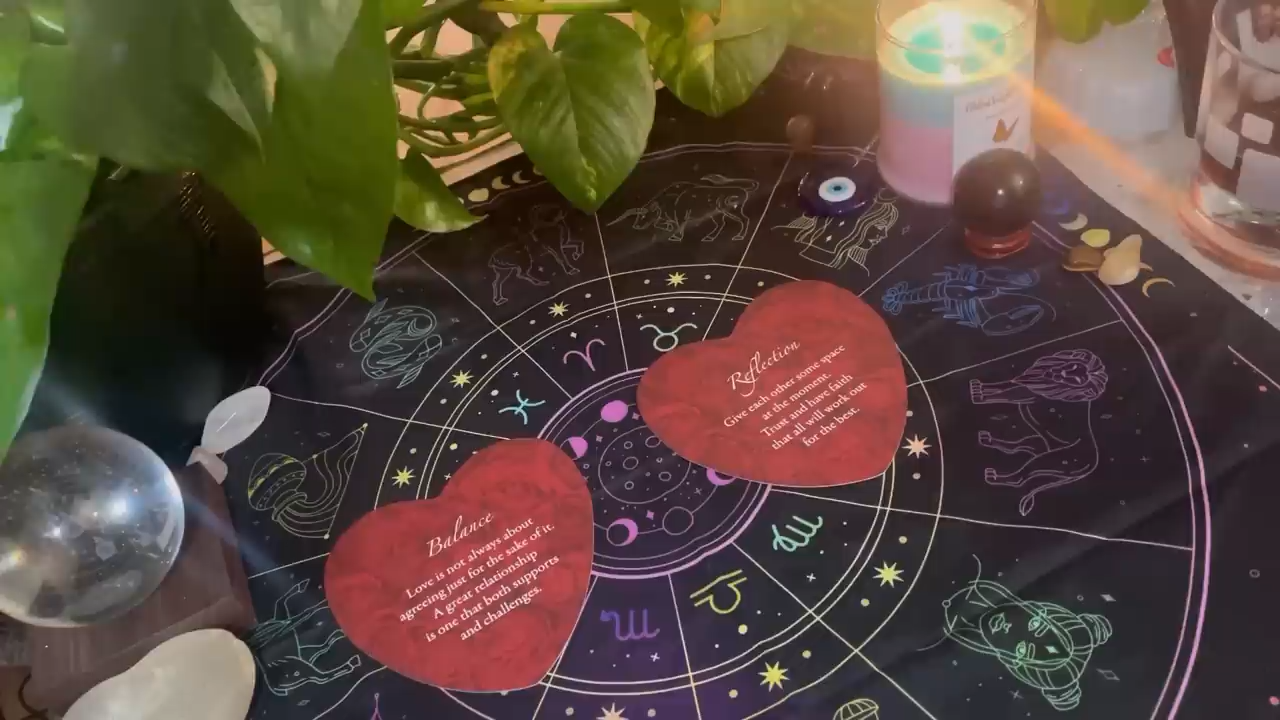 Reflection
Give each other some space
at the moment.
Trust and have faith
that all will work out
for the best.
Balance
Love is not always about
agreeing just for the sake of it.
A great relationship
is one that both supports
and challenges.